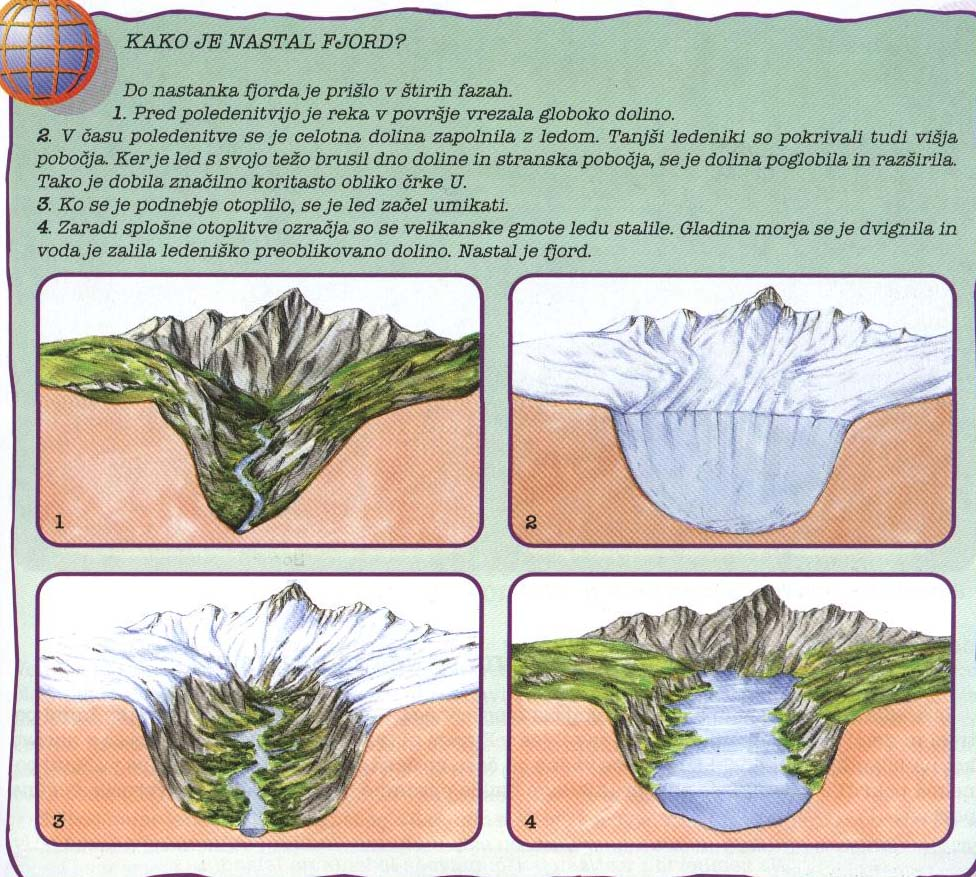 KAKO JE NASTAL FJORD?
Do nastanka fjorda je prišlo v štirih fazah.
1. Pred poledenitvijo je reka v površje vrezala globoko dolino.
2. V času poledenitve se je celotna dolina zapolnila z ledom. Tanjši ledeniki so pokrivali tudi višja
pobočja. Ker je led s svojo težo brusil dno doline in stranska pobočja, se je dolina poglobila in razširila.
Tako je dobila značilno koritasto obliko črke U.
3. Ko se je podnebje otoplilo, se je led začel umikati.
4. Zaradi splošne otoplitve ozračja so se velikanske gmote ledu stalile. Gladina morja se je dvignila in
voda je zalila ledeniško preoblikovano dolino. Nastal je fjord.
1
2
3
4